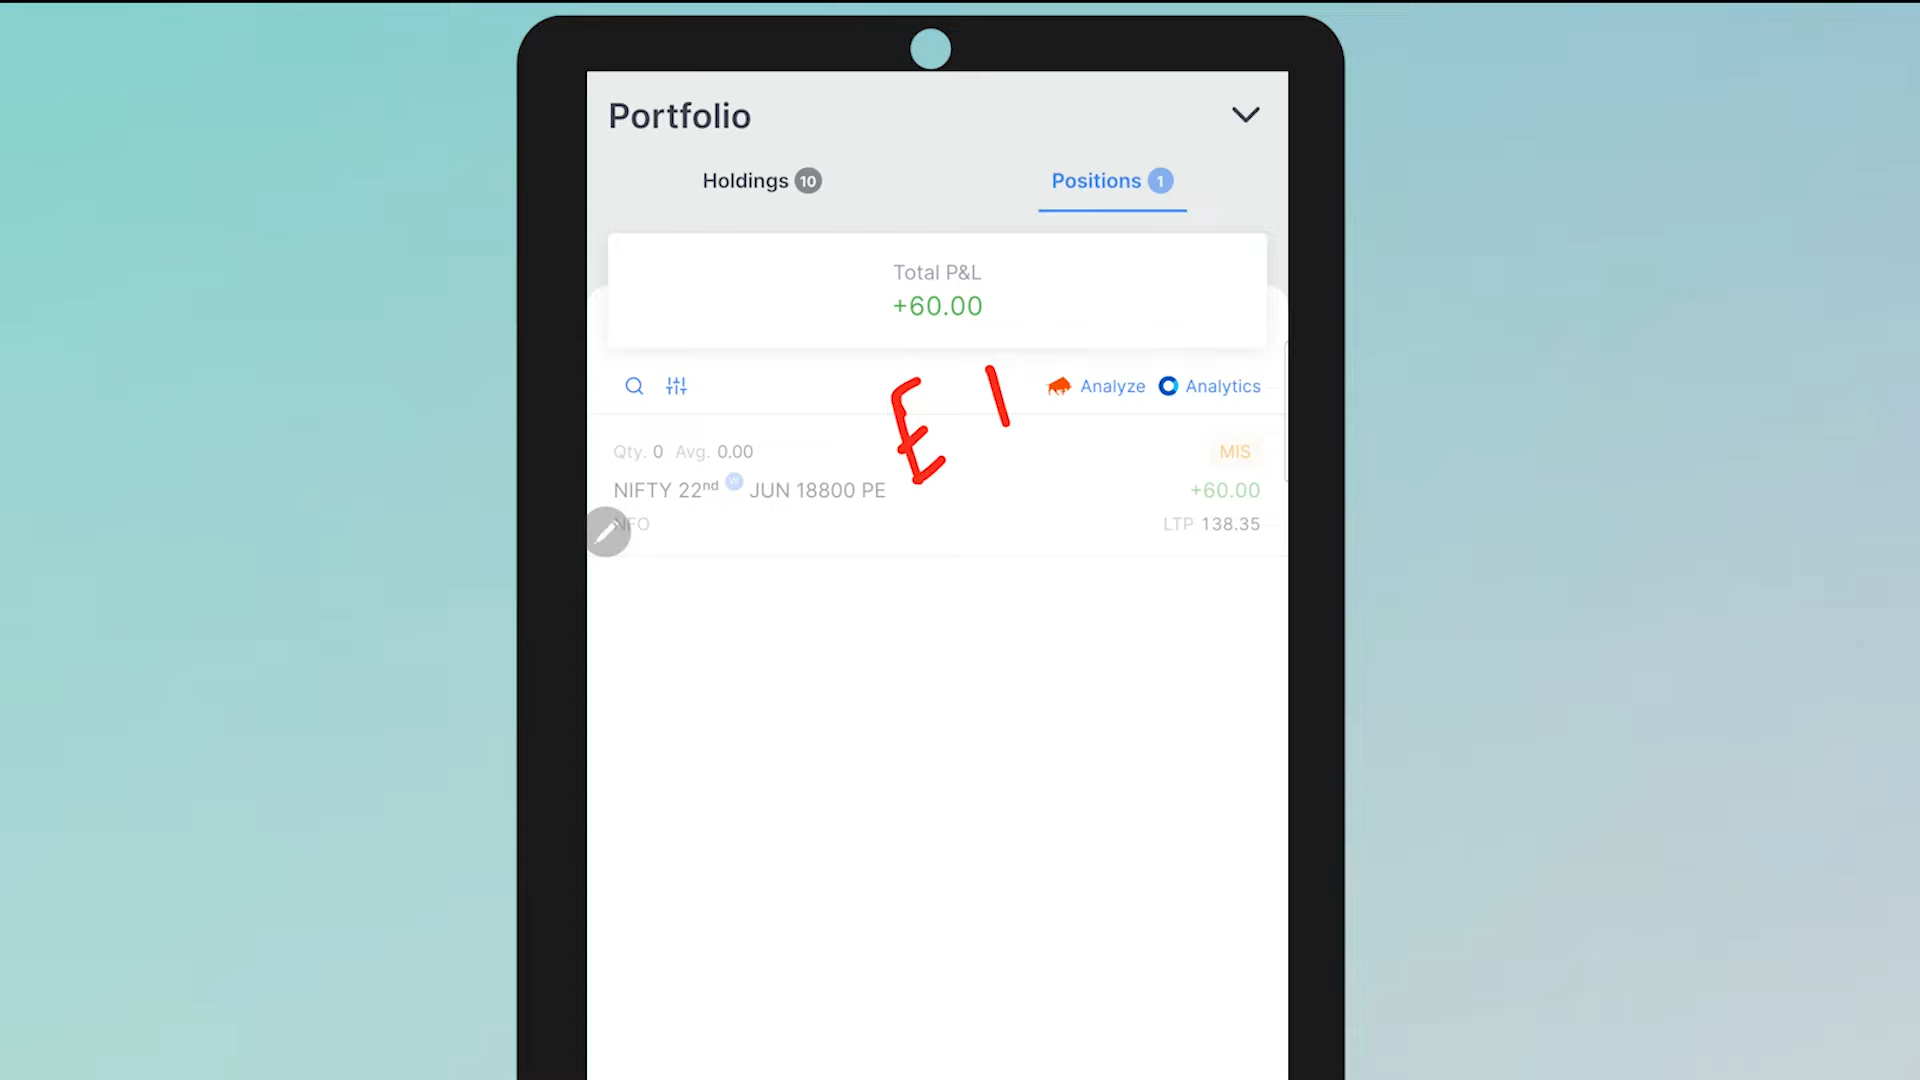 Portfolio
Holdings 10 Positions 1
Total P&L
+60.00
Analyze Analytics
E I
Qty. 0 Avg. 0.00 MIS
NIFTY 22nd W JUN 18800 PE +60.00
NFO LTP 138.35